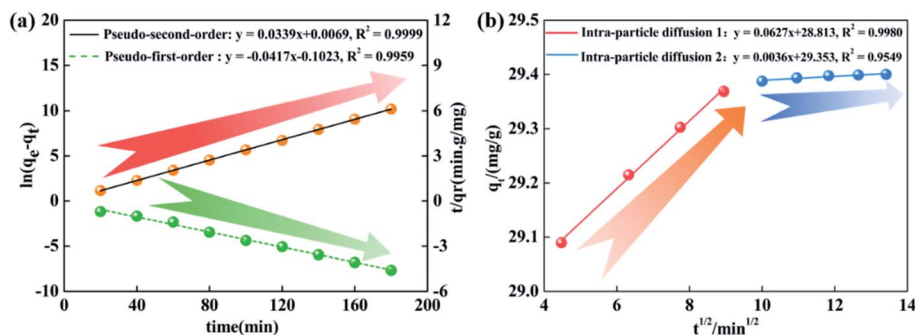 (a)
Pseudo-second-order: y = 0.0339x+0.0069, R² = 0.9999
Pseudo-first-order : y = -0.0417x-0.1023, R² = 0.9959
20
15
10
5
0
-5
-10
ln(qe-qt)
12
9
6
3
0
-3
-6
t/qr(min.g/mg)
0 40 80 120 160 200
time(min)
(b)
Intra-particle diffusion 1: y = 0.0627x+28.813, R² = 0.9980
Intra-particle diffusion 2: y = 0.0036x+29.353, R² = 0.9549
29.5
29.4
29.3
29.2
29.1
29.0
qt/(mg/g)
4 6 8 10 12 14
t^1/2/min^1/2